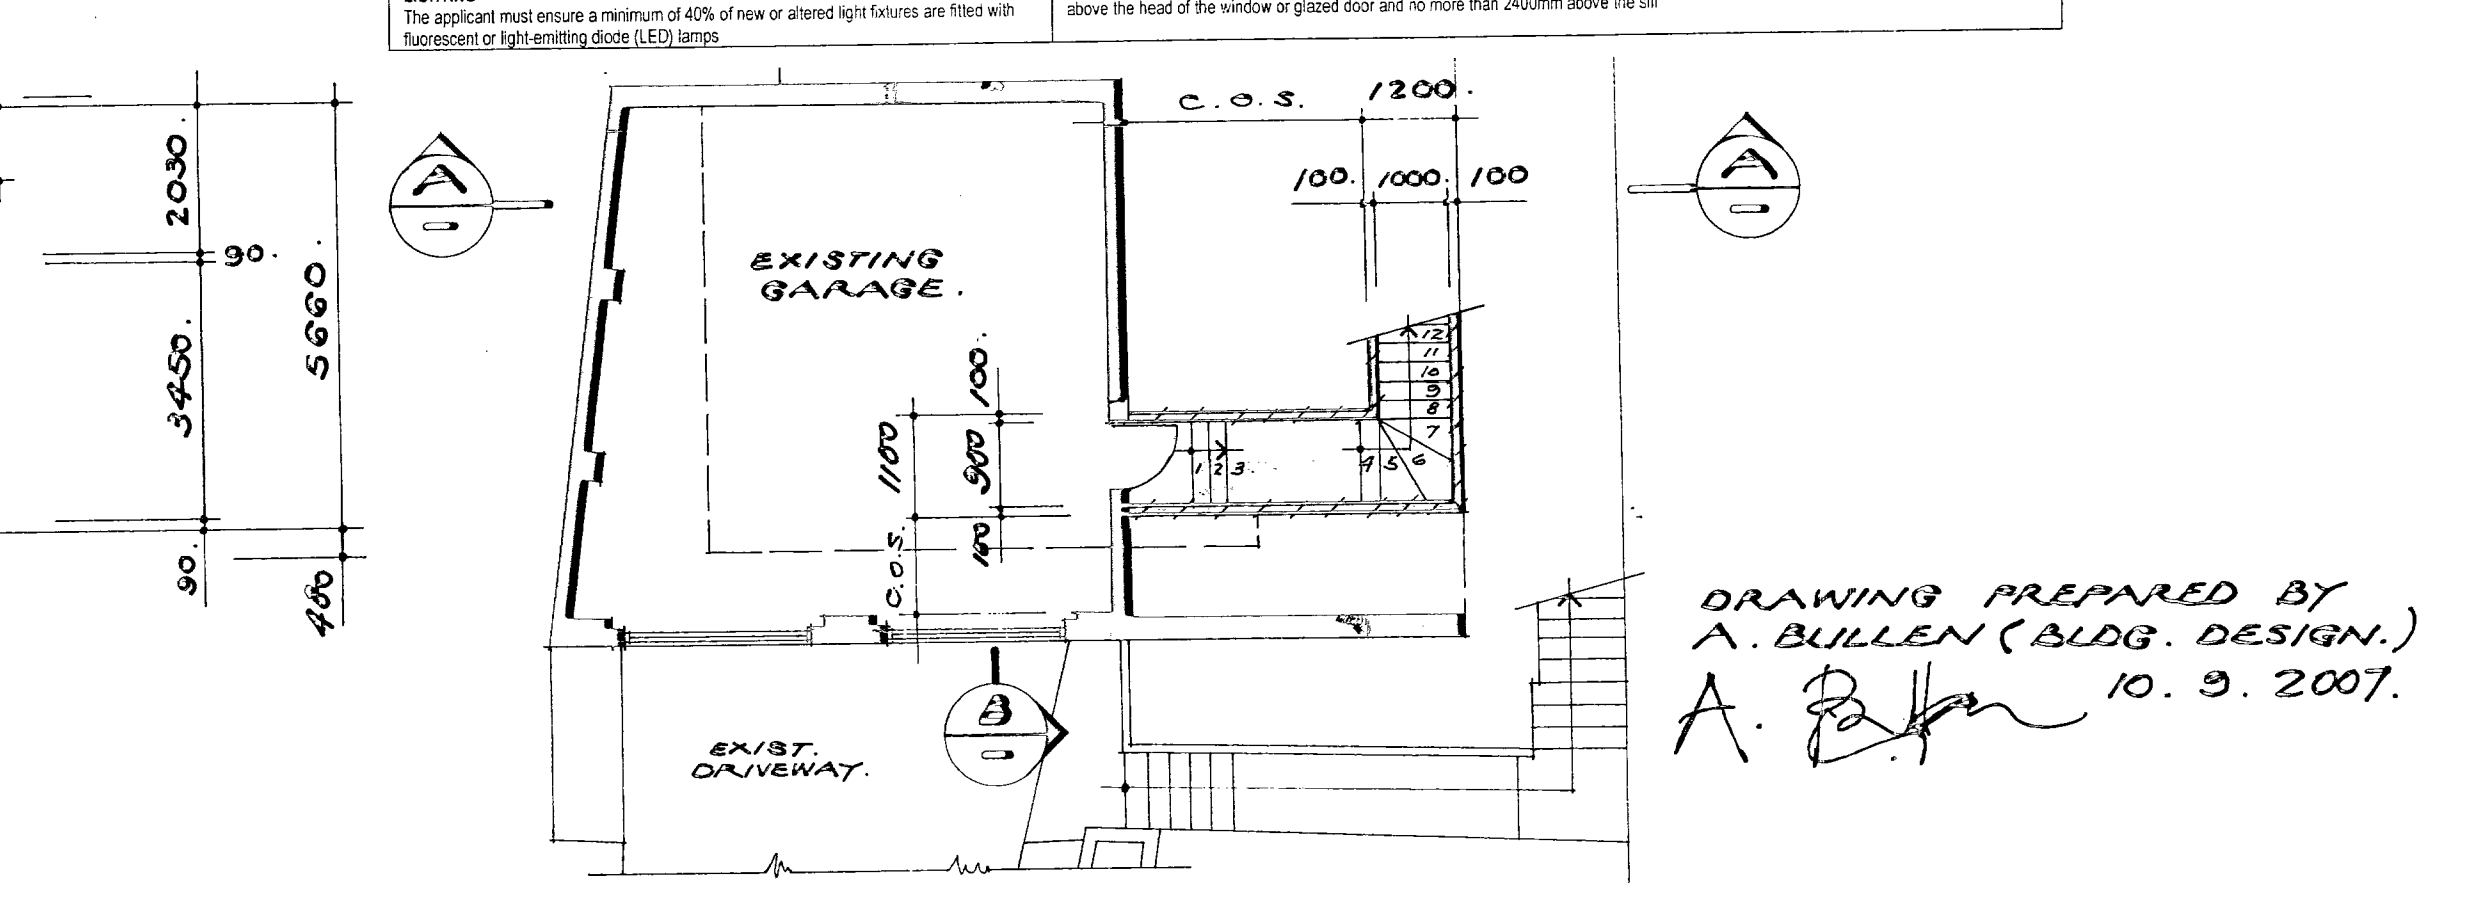 The applicant must ensure a minimum of 40% of new or altered light fixtures are fitted with
fluorescent or light-emitting diode (LED) lamps
above the head of the window or glazed door and no more than 2400mm above the sill
C.O.S. 1200.
100. 1000. 100
2030.
90.
5660.
3450.
90.
480
A
A
EXISTING
GARAGE.
100.
1100
900
100
C.O.S.
12
11
10
9
8
7
1 2 3 4 5 6
B
EXIST.
DRIVEWAY.
DRAWING PREPARED BY
A. BULLEN (BLDG. DESIGN.)
10. 9. 2007.